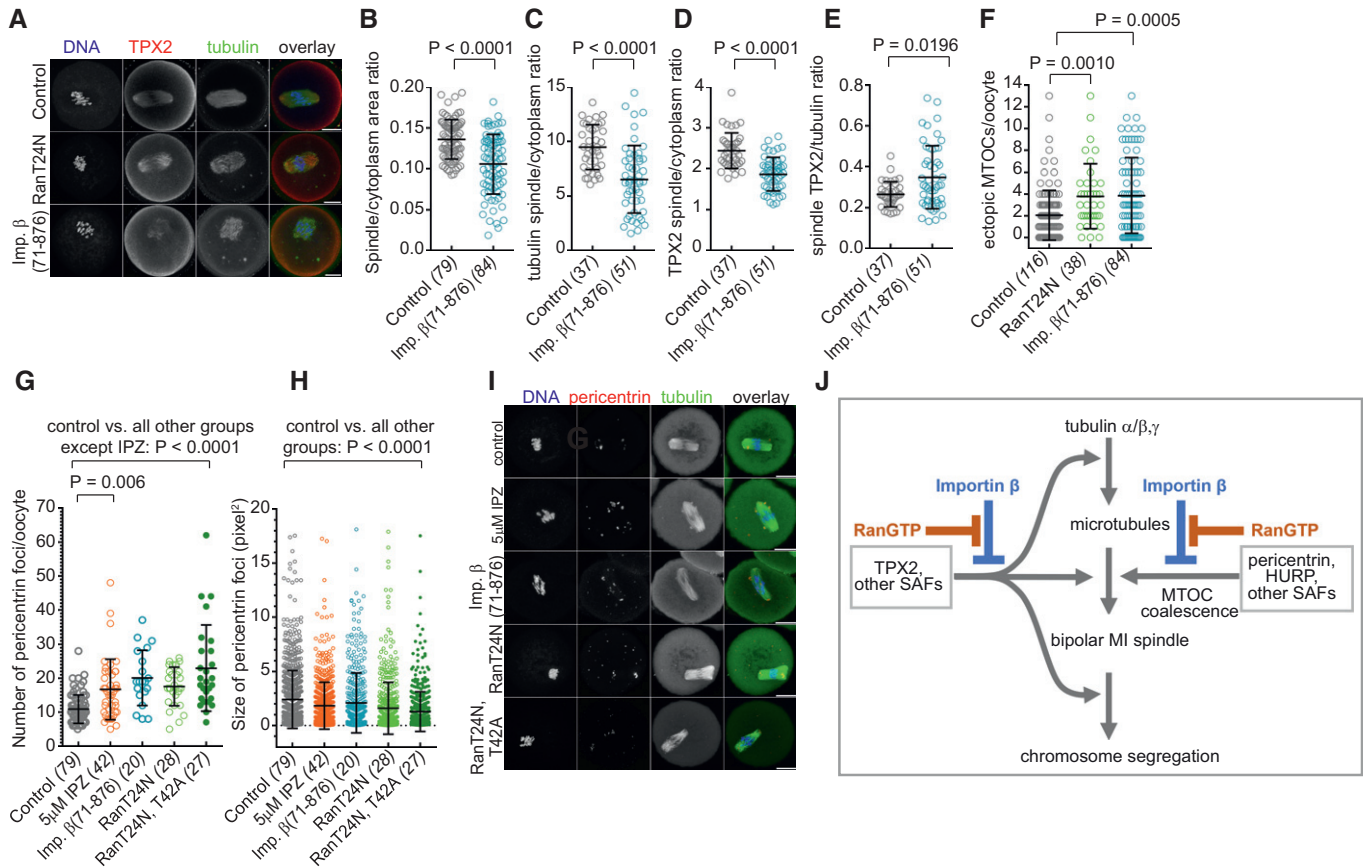 A
DNA TPX2 tubulin overlay
Control
RanT24N
Imp. β
(71-876)
B
P < 0.0001
Spindle/cytoplasm area ratio
0.20
0.15
0.10
0.05
0.00
Control (79)
Imp. β(71-876) (84)
C
P < 0.0001
tubulin spindle/cytoplasm ratio
15
10
5
0
Control (37)
Imp. β(71-876) (51)
D
P < 0.0001
TPX2 spindle/cytoplasm ratio
4
3
2
1
0
Control (37)
Imp. β(71-876) (51)
E
P = 0.0196
spindle TPX2/tubulin ratio
0.8
0.6
0.4
0.2
0.0
Control (37)
Imp. β(71-876) (51)
F
P = 0.0005
P = 0.0010
ectopic MTOCs/oocyte
14
12
10
8
6
4
2
0
Control (116)
RanT24N (38)
Imp. β(71-876) (84)
G
control vs. all other groups
except IPZ: P < 0.0001
P = 0.006
Number of pericentrin foci/oocyte
70
60
50
40
30
20
10
0
Control (79)
5μM IPZ (42)
Imp. β(71-876) (20)
RanT24N (28)
RanT24N, T42A (27)
H
control vs. all other
groups: P < 0.0001
Size of pericentrin foci (pixel²)
20
15
10
5
0
Control (79)
5μM IPZ (42)
Imp. β(71-876) (20)
RanT24N (28)
RanT24N, T42A (27)
I
DNA pericentrin tubulin overlay
G
control
5μM IPZ
Imp. β
(71-876)
RanT24N
RanT24N,
T42A
J
tubulin α/β,γ
Importin β Importin β
RanGTP microtubules RanGTP
TPX2,
other SAFs
pericentrin,
HURP,
other SAFs
MTOC
coalescence
bipolar MI spindle
chromosome segregation